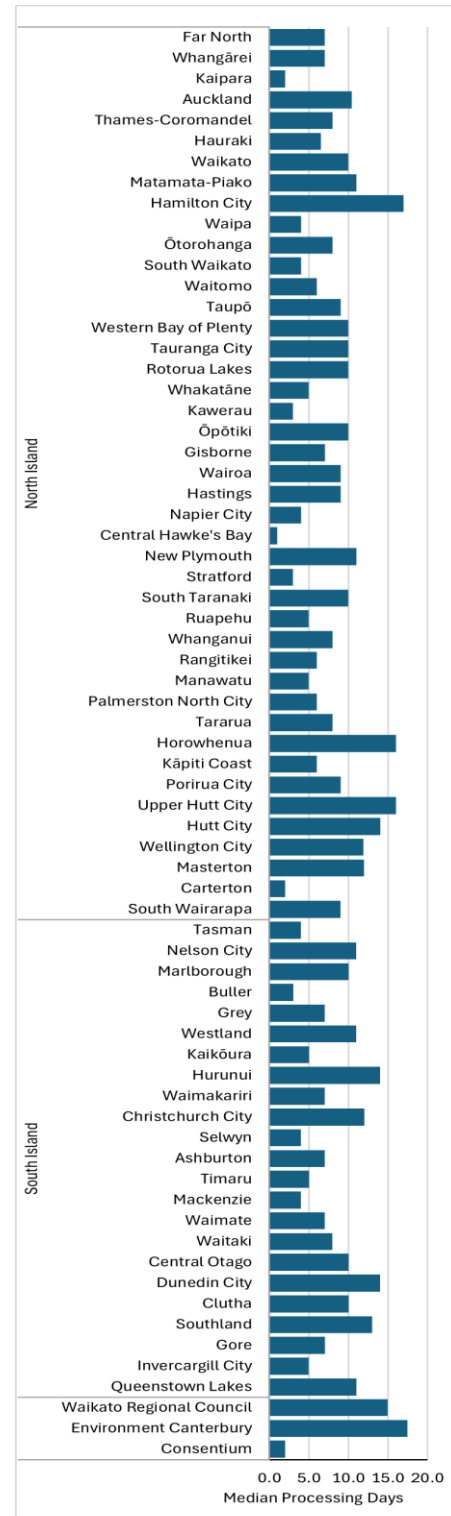 North Island
Far North
Whangārei
Kaipara
Auckland
Thames-Coromandel
Hauraki
Waikato
Matamata-Piako
Hamilton City
Waipa
Ōtorohanga
South Waikato
Waitomo
Taupō
Western Bay of Plenty
Tauranga City
Rotorua Lakes
Whakatāne
Kawerau
Ōpōtiki
Gisborne
Wairoa
Hastings
Napier City
Central Hawke's Bay
New Plymouth
Stratford
South Taranaki
Ruapehu
Whanganui
Rangitikei
Manawatu
Palmerston North City
Tararua
Horowhenua
Kāpiti Coast
Porirua City
Upper Hutt City
Hutt City
Wellington City
Masterton
Carterton
South Wairarapa
South Island
Tasman
Nelson City
Marlborough
Buller
Grey
Westland
Kaikōura
Hurunui
Waimakariri
Christchurch City
Selwyn
Ashburton
Timaru
Mackenzie
Waimate
Waitaki
Central Otago
Dunedin City
Clutha
Southland
Gore
Invercargill City
Queenstown Lakes
Waikato Regional Council
Environment Canterbury
Consentium
0.0 5.0 10.0 15.0 20.0
Median Processing Days